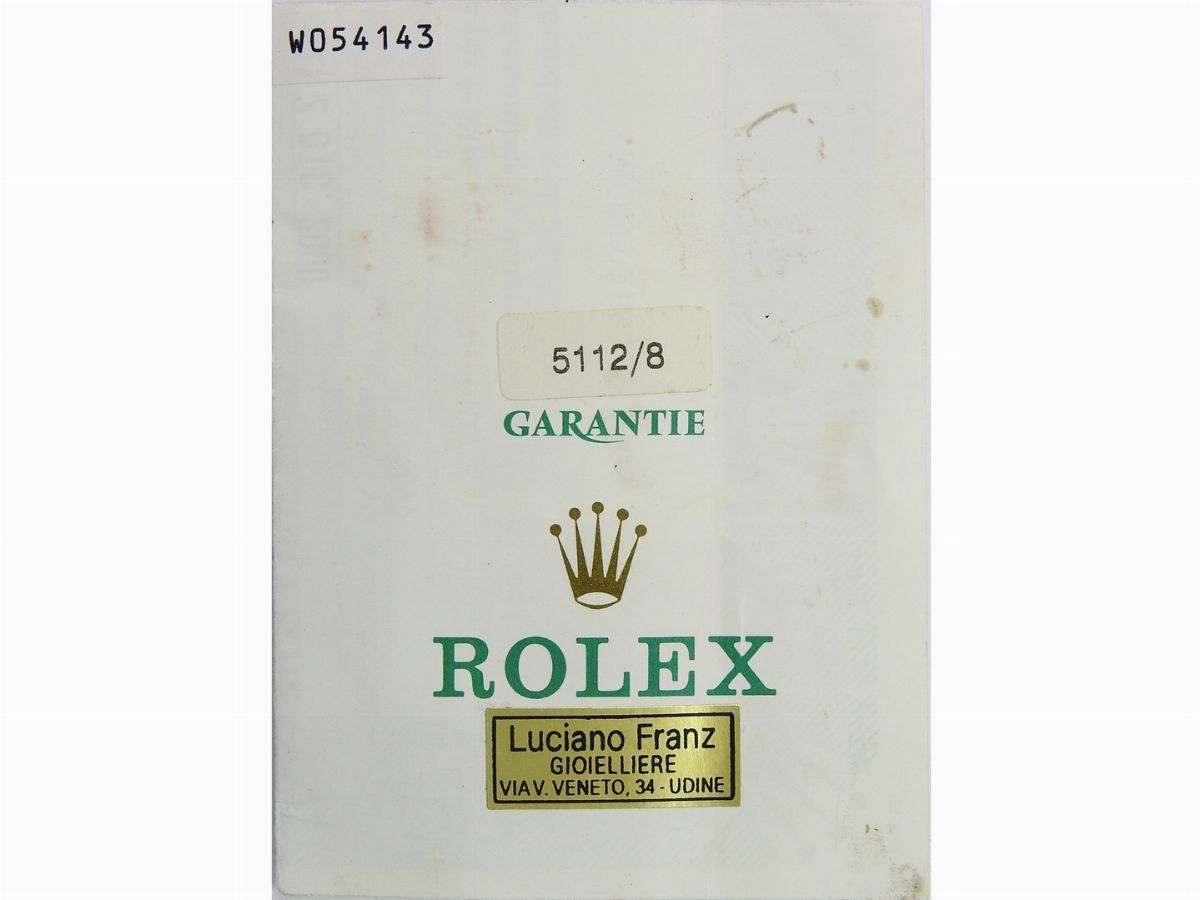 W054143
5112/8
GARANTIE
ROLEX
Luciano Franz
GIOIELLIERE
VIA V. VENETO, 34 - UDINE